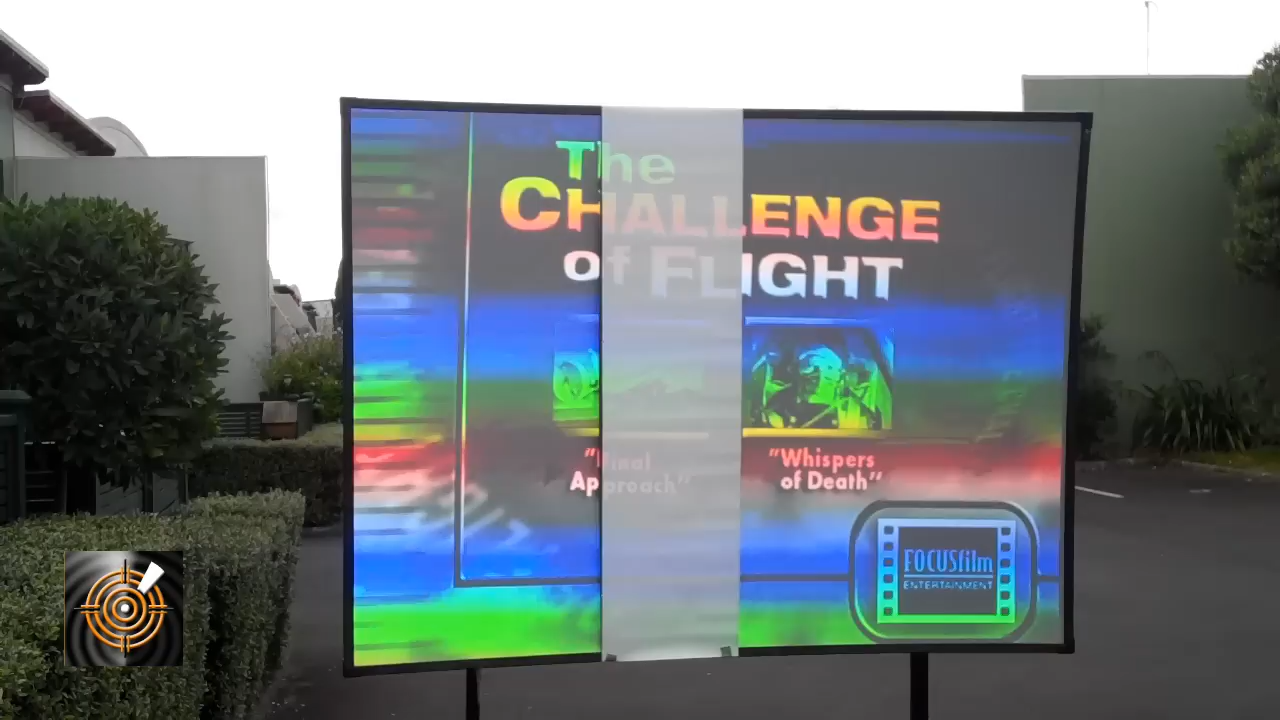 The
CHALLENGE
of FLIGHT
"Final
Approach"
"Whispers
of Death"
FOCUSfilm
ENTERTAINMENT